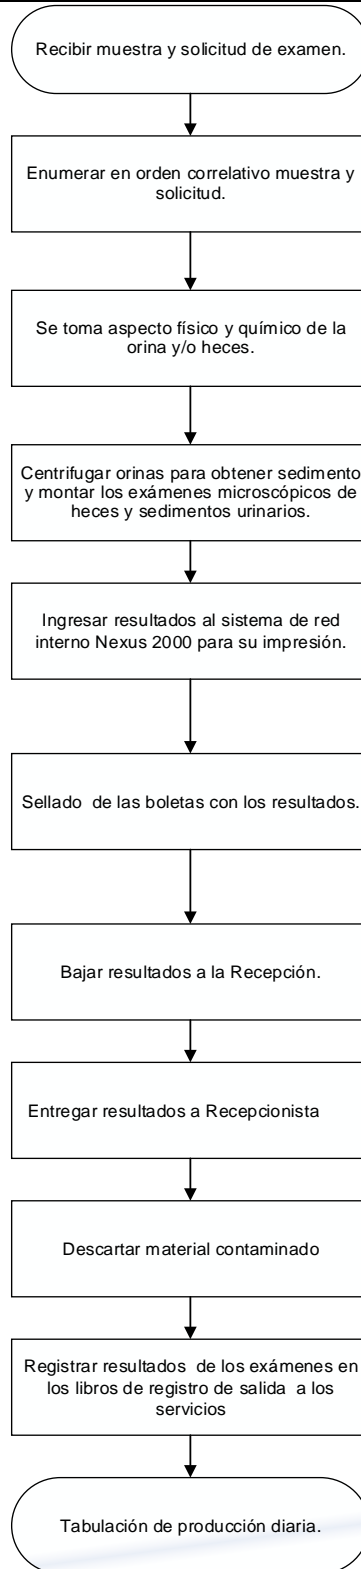 Recibir muestra y solicitud de examen.
Enumerar en orden correlativo muestra y
solicitud.
Se toma aspecto físico y químico de la
orina y/o heces.
Centrifugar orinas para obtener sedimento
y montar los exámenes microscópicos de
heces y sedimentos urinarios.
Ingresar resultados al sistema de red
interno Nexus 2000 para su impresión.
Sellado de las boletas con los resultados.
Bajar resultados a la Recepción.
Entregar resultados a Recepcionista
Descartar material contaminado
Registrar resultados de los exámenes en
los libros de registro de salida a los
servicios
Tabulación de producción diaria.